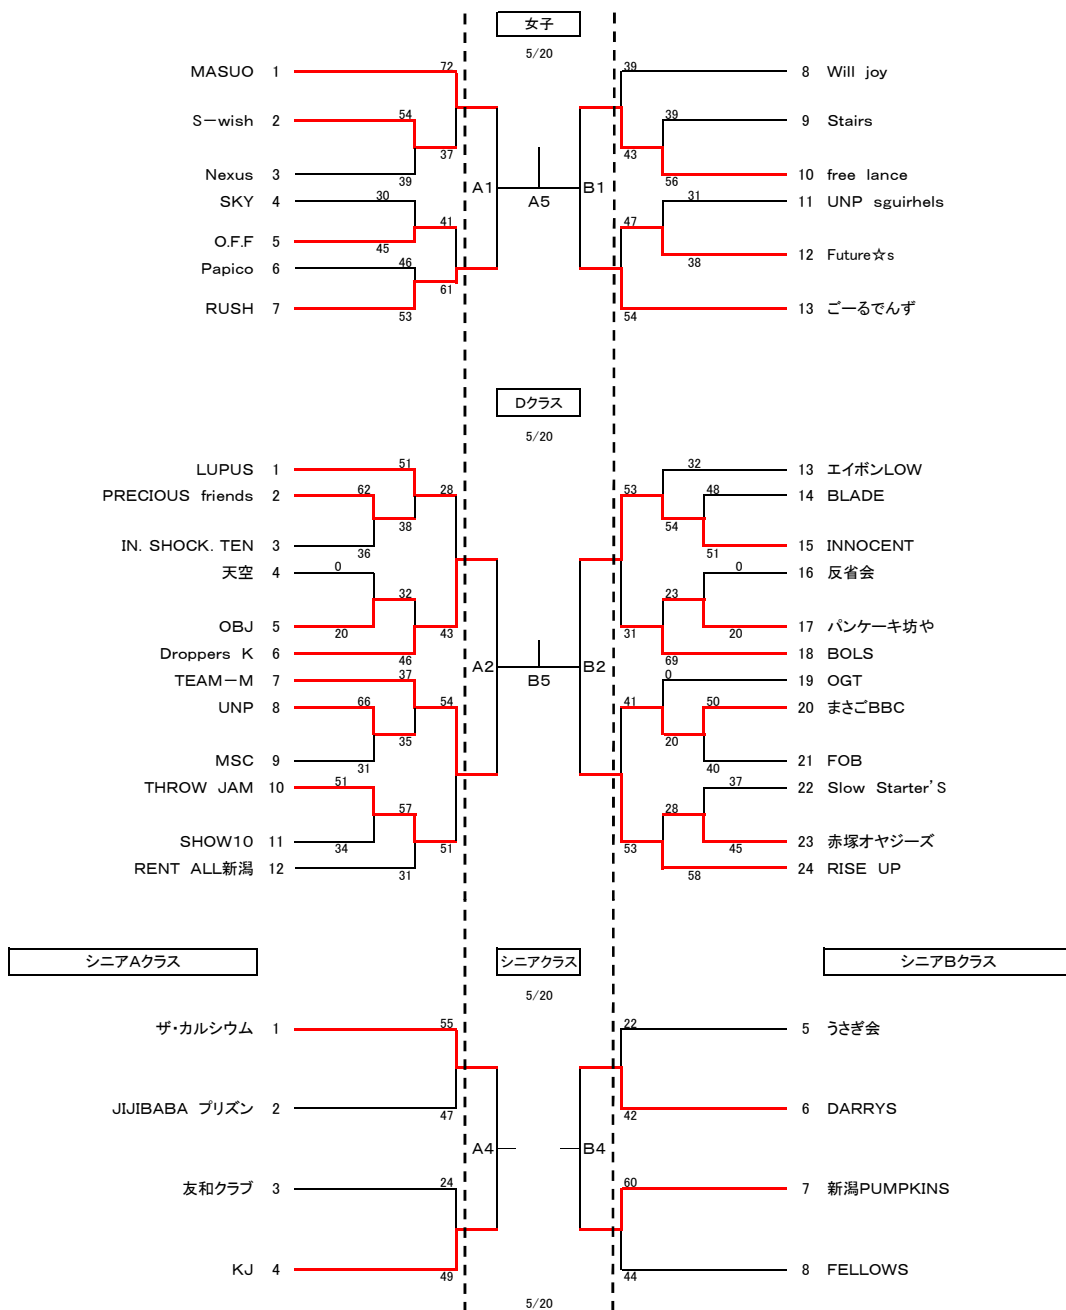 女子
5/20
MASUO 1 72 39 8 Will joy
S－wish 2 54 39 9 Stairs
37 43
Nexus 3 39 56 10 free lance
A1 A5 B1
SKY 4 30 31 11 UNP sguirhels
41 47
O.F.F 5 45 38 12 Future☆s
Papico 6 46
61
RUSH 7 53 54 13 ごーるでんず
Dクラス
5/20
LUPUS 1 51 32 13 エイボンLOW
PRECIOUS friends 2 62 28 53 48 14 BLADE
38 54
IN. SHOCK. TEN 3 36 51 15 INNOCENT
天空 4 0 0 16 反省会
32 23
OBJ 5 20 43 31 20 17 パンケーキ坊や
Droppers K 6 46 69 18 BOLS
A2 B5 B2
TEAM－M 7 37 0 19 OGT
UNP 8 66 54 41 50 20 まさごBBC
35 20
MSC 9 31 40 21 FOB
THROW JAM 10 51 37 22 Slow Starter'S
57 28
SHOW10 11 34 51 53 45 23 赤塚オヤジーズ
RENT ALL新潟 12 31 58 24 RISE UP
シニアAクラス シニアクラス シニアBクラス
5/20
ザ・カルシウム 1 55 22 5 うさぎ会
JIJIBABA プリズン 2 47 42 6 DARRYS
A4 B4
友和クラブ 3 24 60 7 新潟PUMPKINS
KJ 4 49 44 8 FELLOWS
5/20